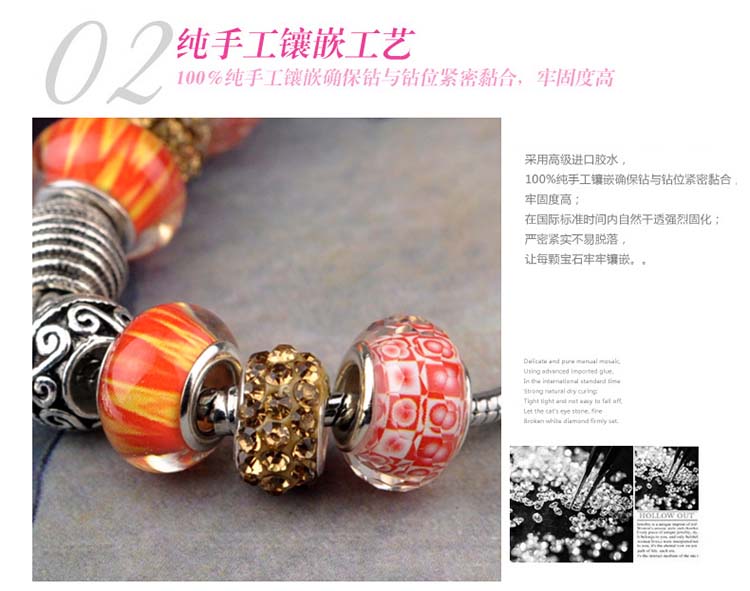 02
纯手工镶嵌工艺
100%纯手工镶嵌确保钻与钻位紧密黏合，牢固度高
采用高级进口胶水，
100%纯手工镶嵌确保钻与钻位紧密黏合，
牢固度高；
在国际标准时间内自然干透强烈固化；
严密紧实不易脱落，
让每颗宝石牢牢镶嵌。。
Delicate and pure manual mosaic,
Using advanced imported glue,
In the international standard time
Strong natural dry curing;
Tight tight and not easy to fall off,
Let the cat's eye stone, fine
Broken white diamond firmly set.
HOLLOW OUT